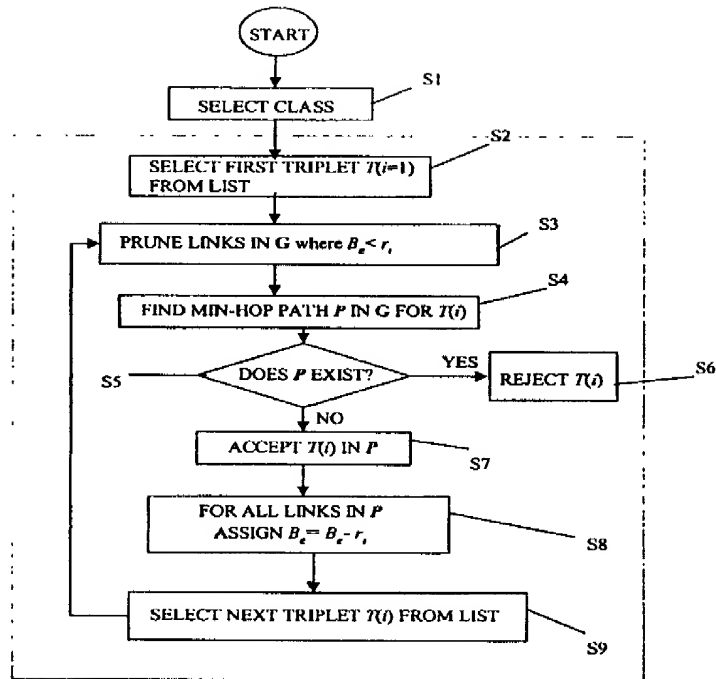 START
S1
SELECT CLASS
S2
SELECT FIRST TRIPLET T(i=1)
FROM LIST
S3
PRUNE LINKS IN G where Bₑ< rᵢ
S4
FIND MIN-HOP PATH P IN G FOR T(i)
S5
DOES P EXIST?
YES
REJECT T(i)
S6
NO
ACCEPT T(i) IN P
S7
FOR ALL LINKS IN P
ASSIGN Bₑ= Bₑ- rᵢ
S8
SELECT NEXT TRIPLET T(i) FROM LIST
S9